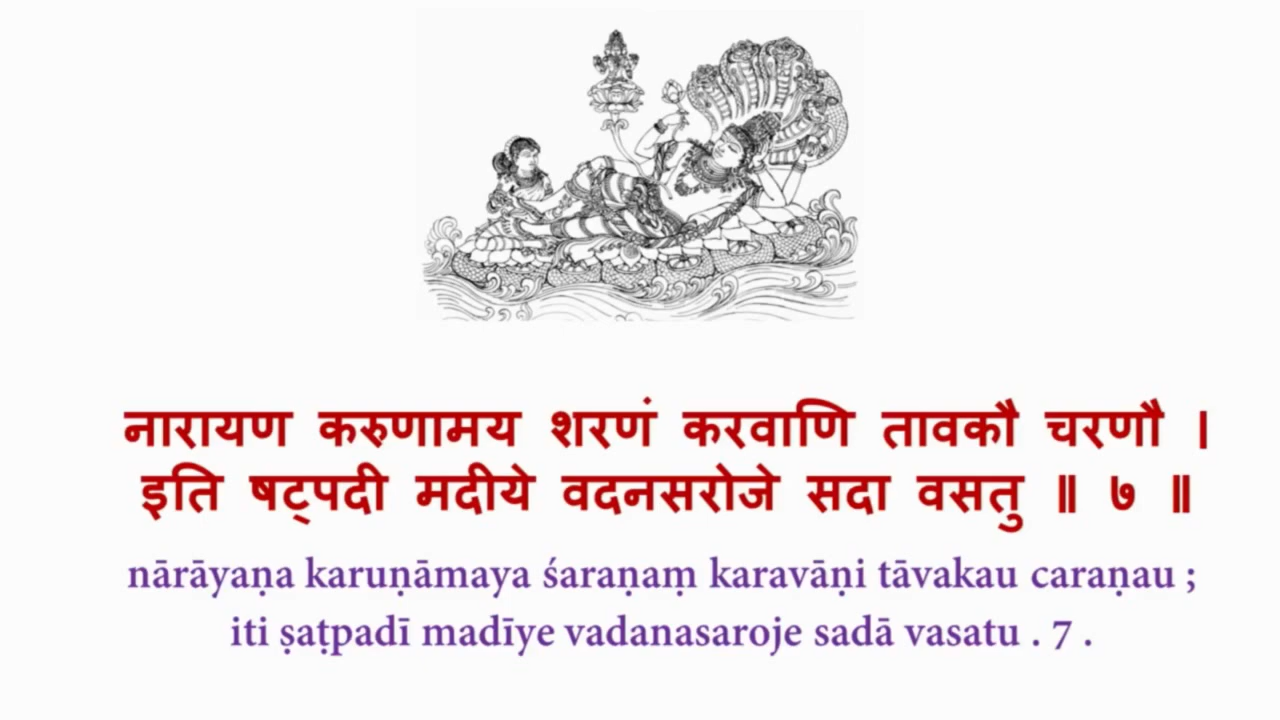 नारायण करुणामय शरणं करवाणि तावकौ चरणौ ।
इति षट्पदी मदीये वदनसरोजे सदा वसतु ॥ ७ ॥
nārāyaṇa karuṇāmaya śaraṇaṃ karavāṇi tāvakau caraṇau ;
iti ṣaṭpadī madīye vadanasaroje sadā vasatu . 7 .